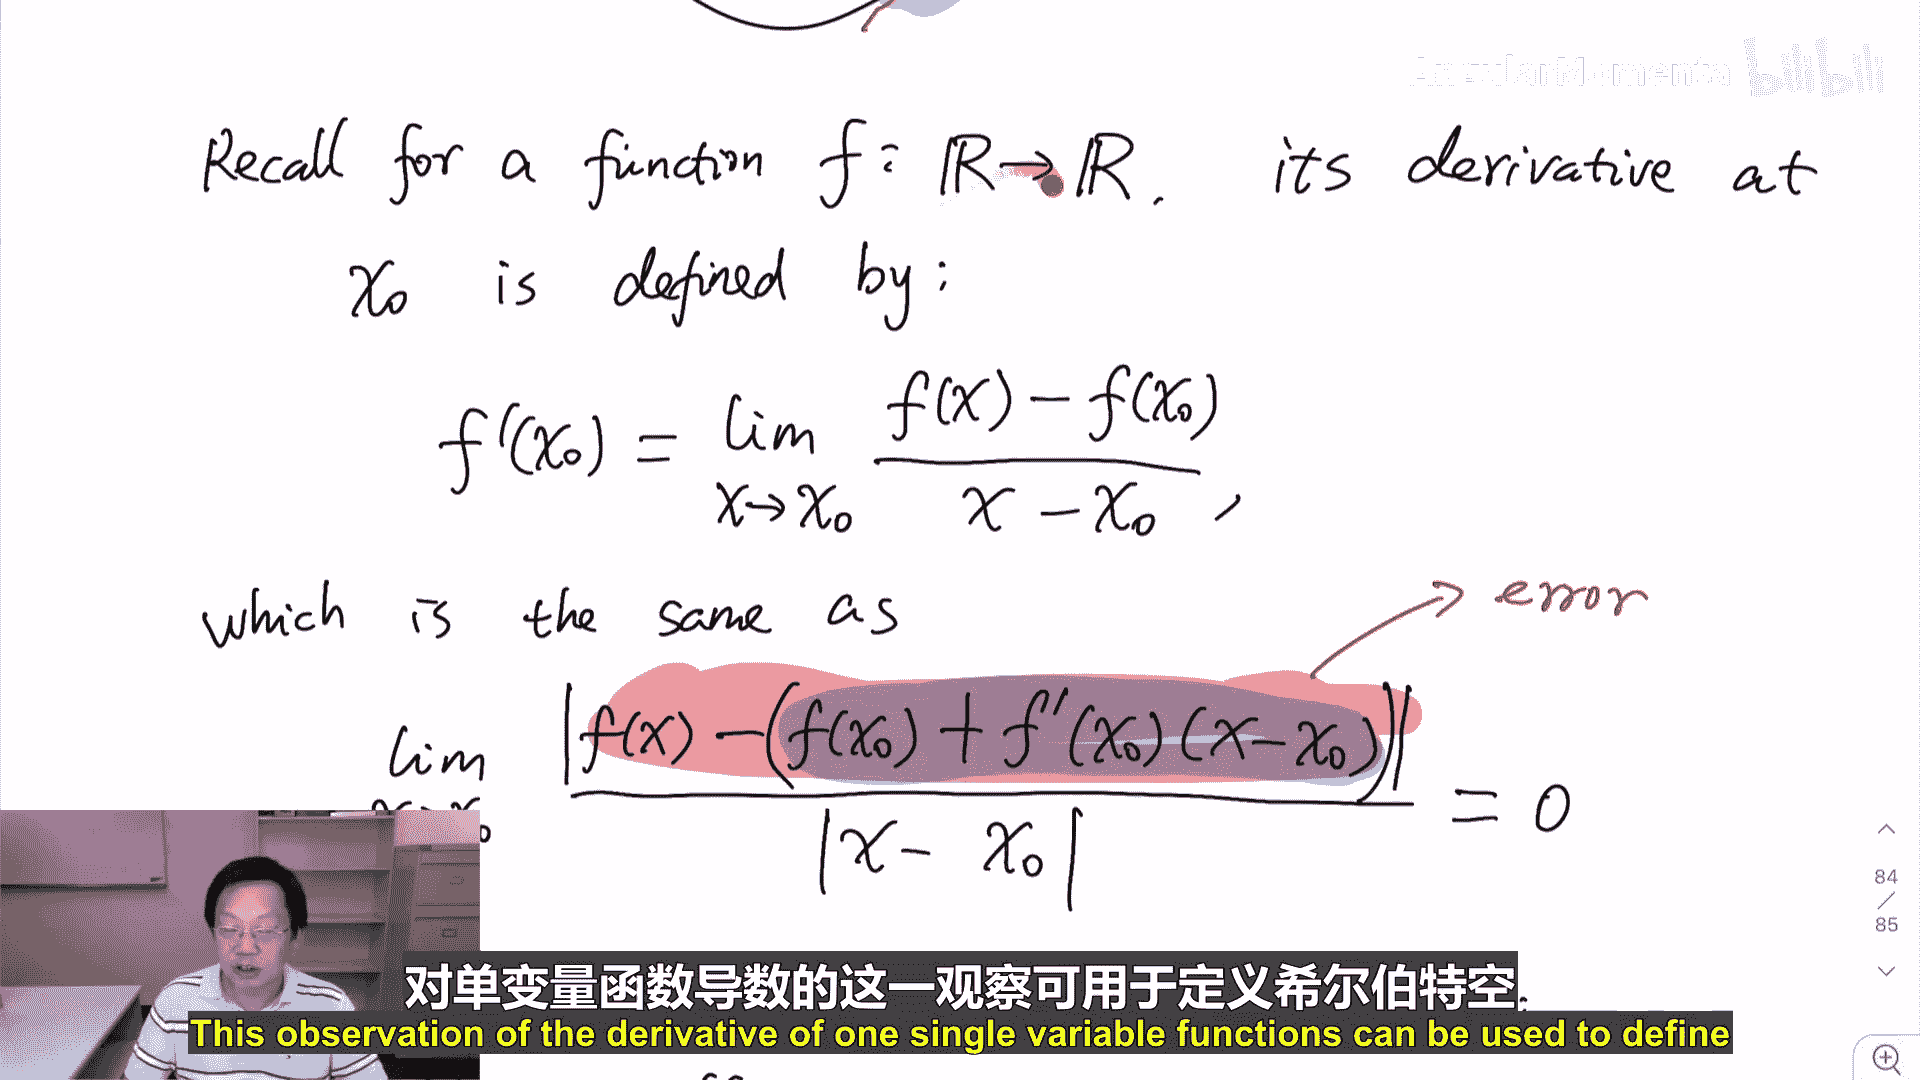 bilibili
Recall for a function f: ℝ→ℝ. its derivative at
x₀ is defined by:
f'(x₀) = lim x→x₀ (f(x) − f(x₀)) / (x − x₀),
which is the same as
error
lim |f(x) − (f(x₀) + f'(x₀)(x − x₀))| / |x − x₀| = 0
84
/
85
对单变量函数导数的这一观察可用于定义希尔伯特空
This observation of the derivative of one single variable functions can be used to define